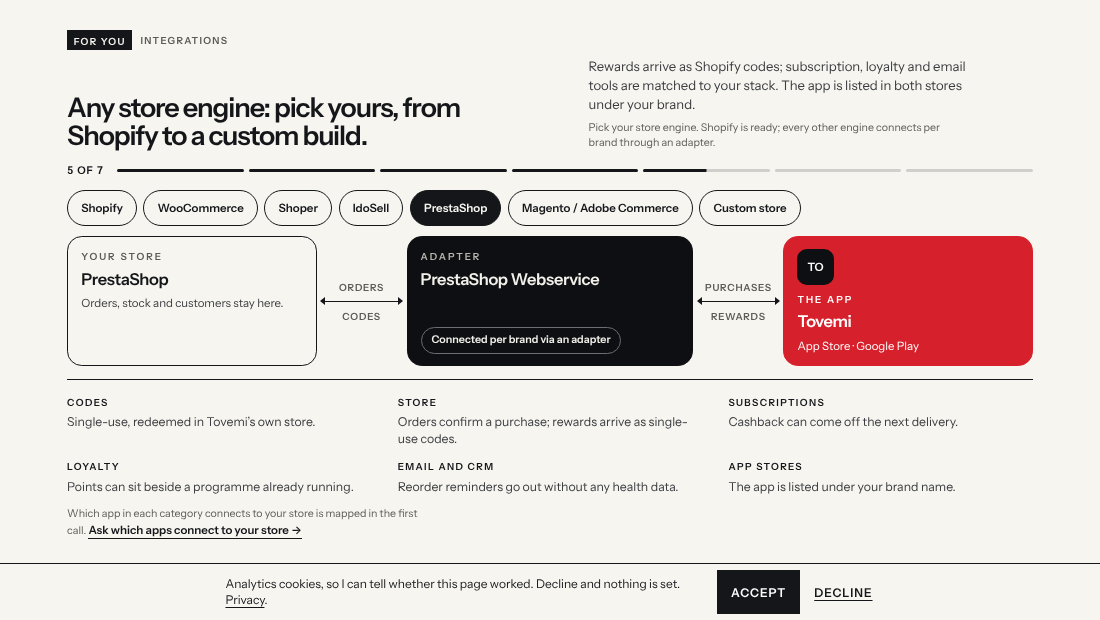 FOR YOU INTEGRATIONS
Any store engine: pick yours, from
Shopify to a custom build.
Rewards arrive as Shopify codes; subscription, loyalty and email
tools are matched to your stack. The app is listed in both stores
under your brand.
Pick your store engine. Shopify is ready; every other engine connects per
brand through an adapter.
5 OF 7
Shopify WooCommerce Shoper IdoSell PrestaShop Magento / Adobe Commerce Custom store
YOUR STORE
PrestaShop
Orders, stock and customers stay here.
ORDERS
CODES
ADAPTER
PrestaShop Webservice
Connected per brand via an adapter
PURCHASES
REWARDS
TO
THE APP
Tovemi
App Store · Google Play
CODES
Single-use, redeemed in Tovemi's own store.
STORE
Orders confirm a purchase; rewards arrive as single-
use codes.
SUBSCRIPTIONS
Cashback can come off the next delivery.
LOYALTY
Points can sit beside a programme already running.
EMAIL AND CRM
Reorder reminders go out without any health data.
APP STORES
The app is listed under your brand name.
Which app in each category connects to your store is mapped in the first
call. Ask which apps connect to your store →
Analytics cookies, so I can tell whether this page worked. Decline and nothing is set.
Privacy.
ACCEPT DECLINE